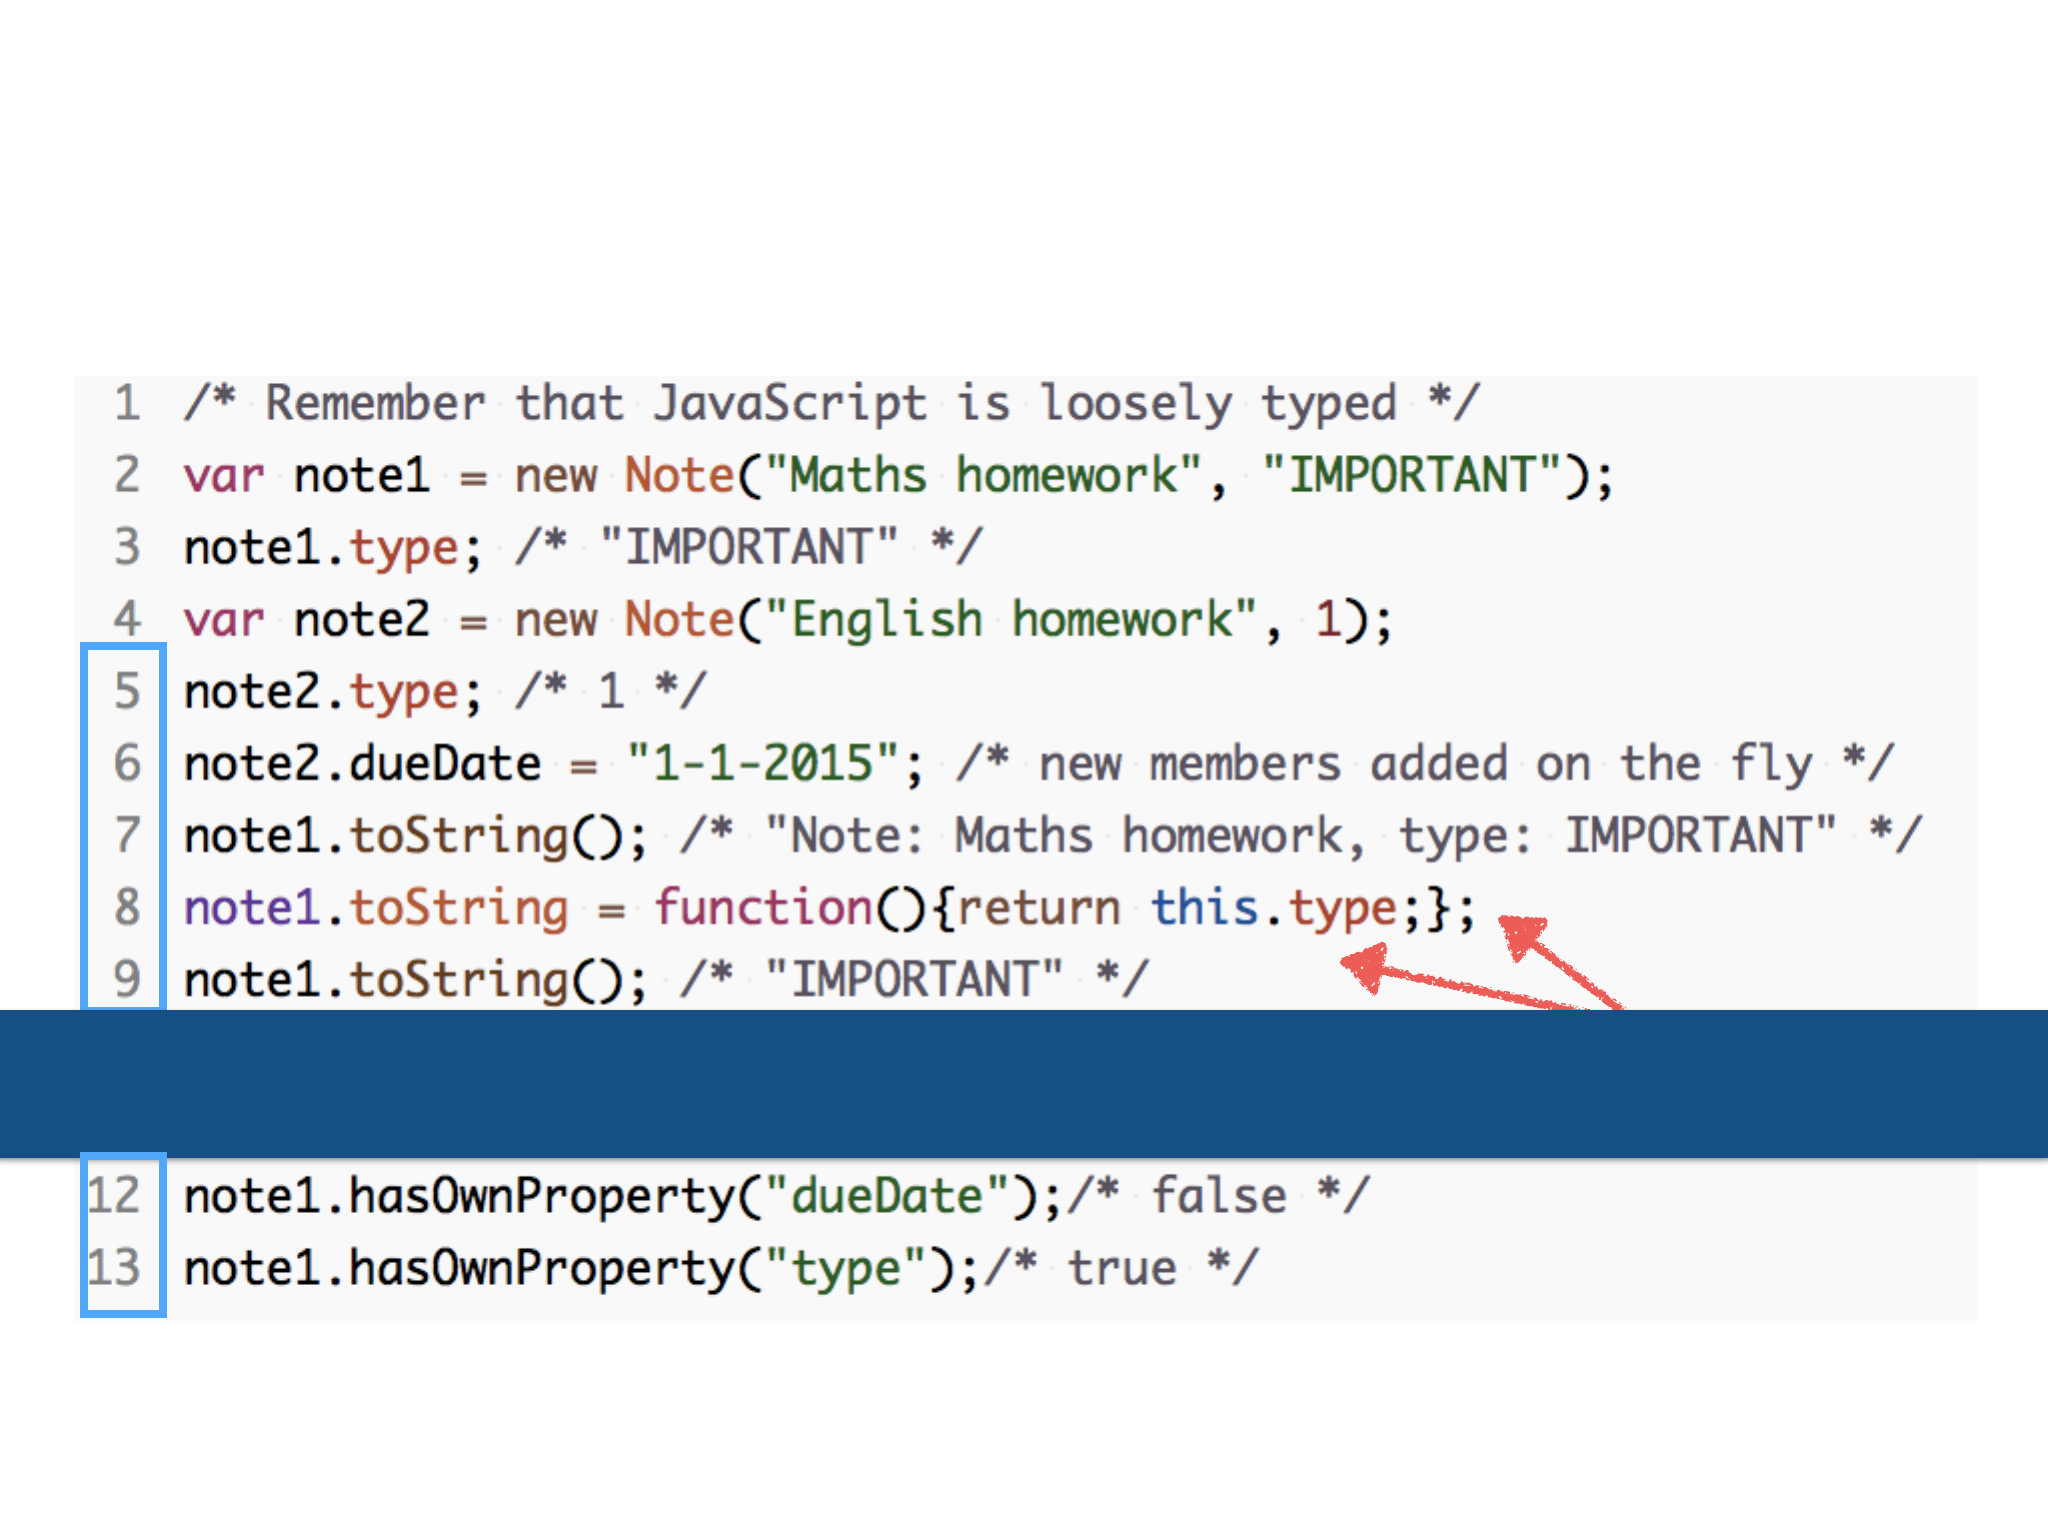 1 /* Remember that JavaScript is loosely typed */
2 var note1 = new Note("Maths homework", "IMPORTANT");
3 note1.type; /* "IMPORTANT" */
4 var note2 = new Note("English homework", 1);
5 note2.type; /* 1 */
6 note2.dueDate = "1-1-2015"; /* new members added on the fly */
7 note1.toString(); /* "Note: Maths homework, type: IMPORTANT" */
8 note1.toString = function(){return this.type;};
9 note1.toString(); /* "IMPORTANT" */
12 note1.hasOwnProperty("dueDate");/* false */
13 note1.hasOwnProperty("type");/* true */